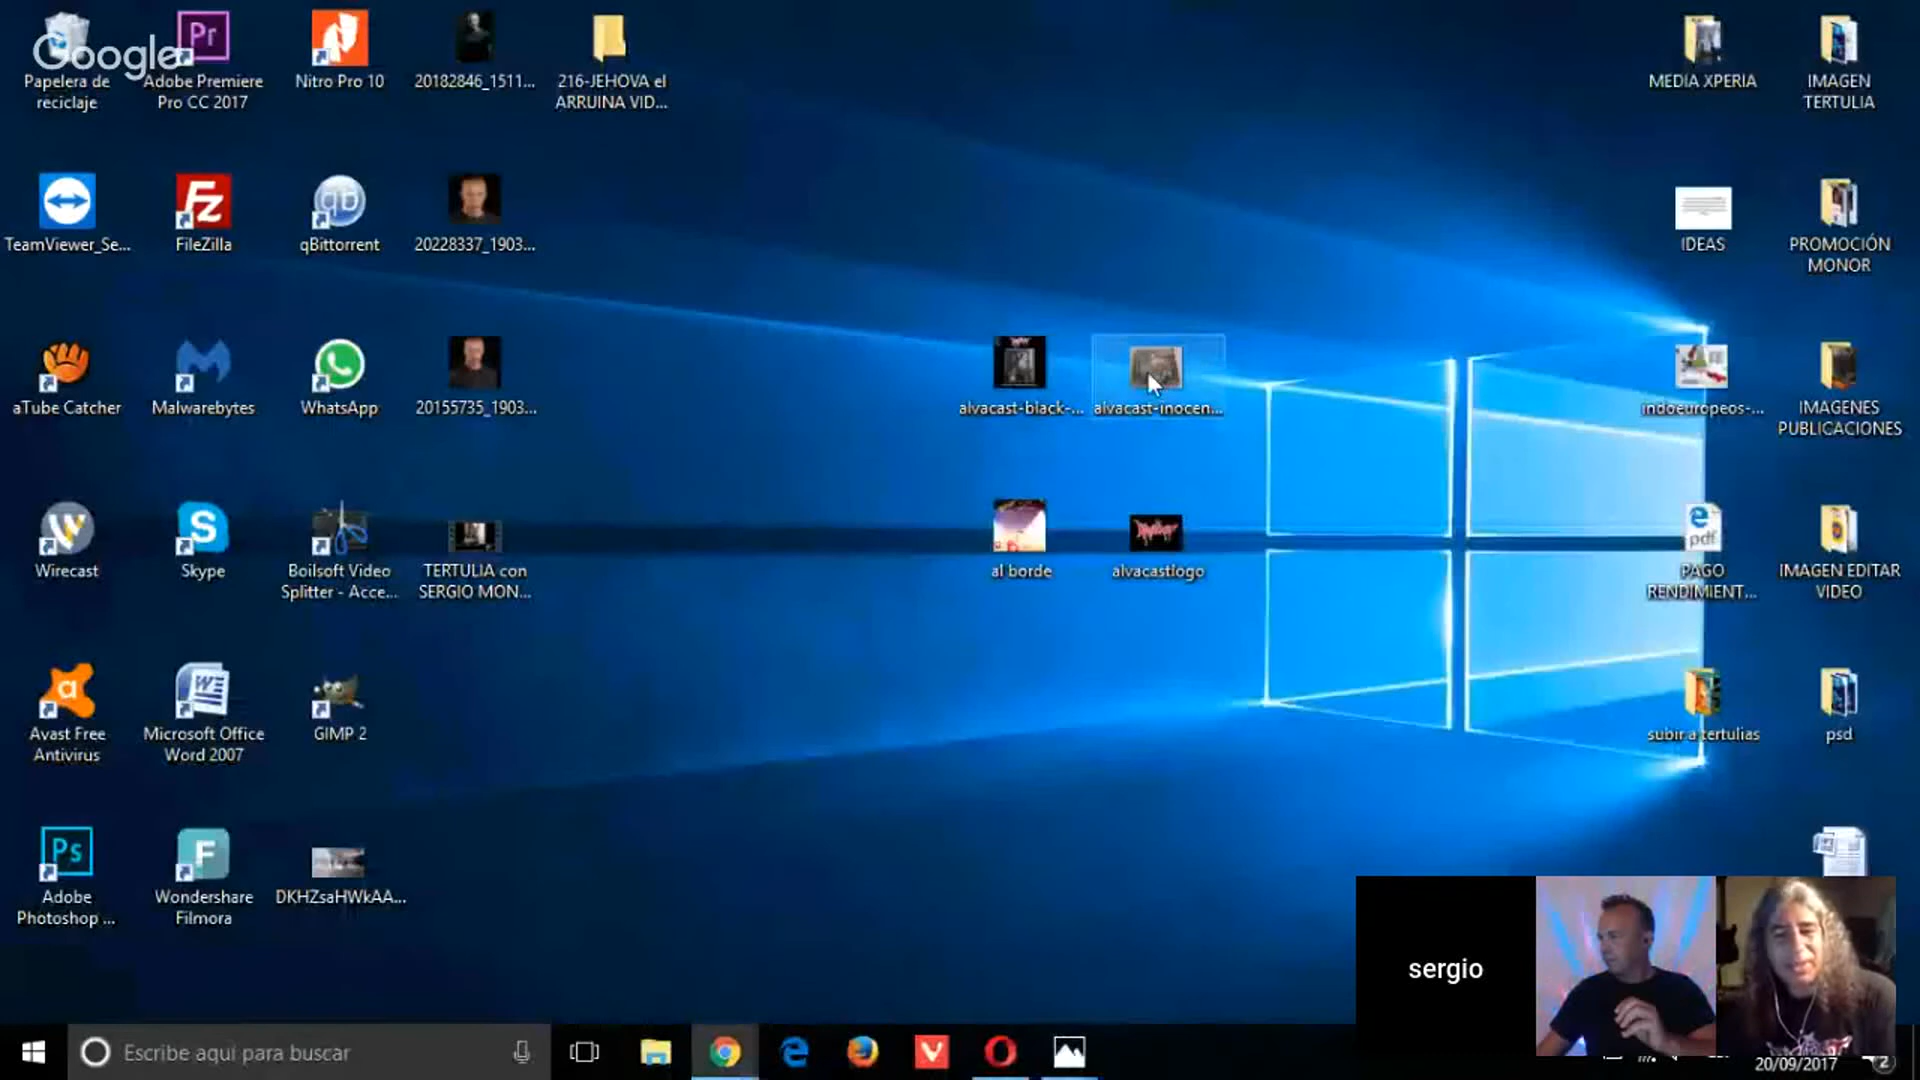 Google
Papelera de
reciclaje
Adobe Premiere
Pro CC 2017
Nitro Pro 10
20182846_1511...
216-JEHOVA el
ARRUINA VID...
MEDIA XPERIA
IMAGEN
TERTULIA
TeamViewer_Se...
FileZilla
qBittorrent
20228337_1903...
IDEAS
PROMOCIÓN
MONOR
aTube Catcher
Malwarebytes
WhatsApp
20155735_1903...
alvacast-black-...
alvacast-inocen...
indoeuropeos-...
IMAGENES
PUBLICACIONES
Wirecast
Skype
Boilsoft Video
Splitter - Acce...
TERTULIA con
SERGIO MON...
al borde
alvacastlogo
pdf
PAGO
RENDIMIENT...
IMAGEN EDITAR
VIDEO
Avast Free
Antivirus
Microsoft Office
Word 2007
GIMP 2
subir a tertulias
psd
Ps
Adobe
Photoshop ...
Wondershare
Filmora
DKHZsaHWkAA...
sergio
Escribe aquí para buscar
20/09/2017
2